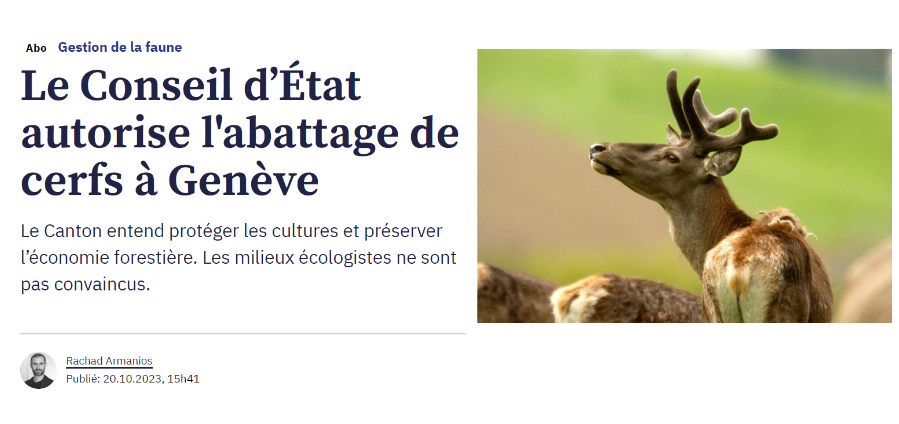 Abo Gestion de la faune
Le Conseil d’État
autorise l'abattage de
cerfs à Genève
Le Canton entend protéger les cultures et préserver
l’économie forestière. Les milieux écologistes ne sont
pas convaincus.
Rachad Armanios
Publié: 20.10.2023, 15h41